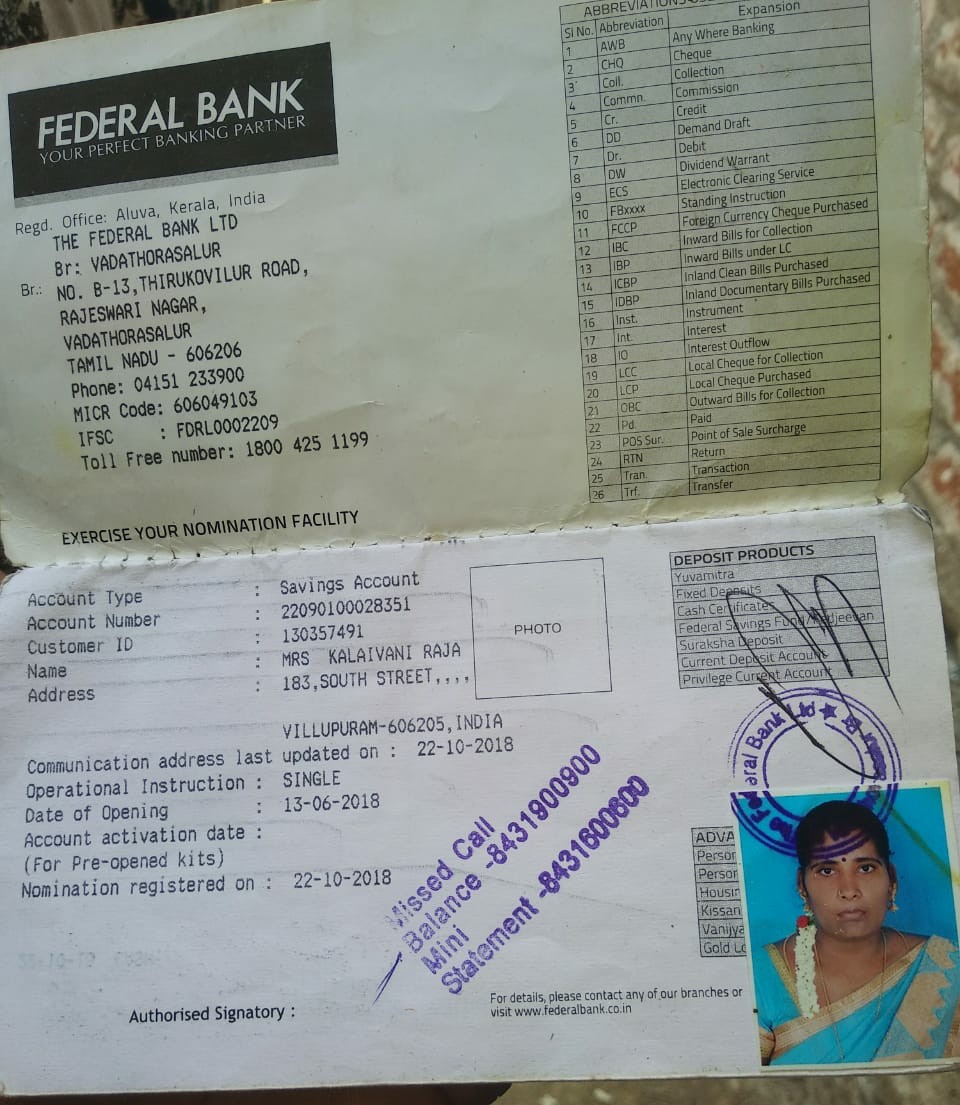 FEDERAL BANK
YOUR PERFECT BANKING PARTNER
Regd. Office: Aluva, Kerala, India
THE FEDERAL BANK LTD
Br: VADATHORASALUR
Br.: NO. B-13,THIRUKOVILUR ROAD,
RAJESWARI NAGAR,
VADATHORASALUR
TAMIL NADU - 606206
Phone: 04151 233900
MICR Code: 606049103
IFSC : FDRL0002209
Toll Free number: 1800 425 1199
EXERCISE YOUR NOMINATION FACILITY
ABBREVIATIONS
Sl No. Abbreviation Expansion
1 AWB Any Where Banking
2 CHQ Cheque
3 Coll. Collection
4 Commn. Commission
5 Cr. Credit
6 DD Demand Draft
7 Dr. Debit
8 DW Dividend Warrant
9 ECS Electronic Clearing Service
10 FBxxxx Standing Instruction
11 FCCP Foreign Currency Cheque Purchased
12 IBC Inward Bills for Collection
13 IBP Inward Bills under LC
14 ICBP Inland Clean Bills Purchased
15 IDBP Inland Documentary Bills Purchased
16 Inst. Instrument
17 Int. Interest
18 IO Interest Outflow
19 LCC Local Cheque for Collection
20 LCP Local Cheque Purchased
21 OBC Outward Bills for Collection
22 Pd. Paid
23 POS Sur. Point of Sale Surcharge
24 RTN Return
25 Tran. Transaction
26 Trf. Transfer
Account Type : Savings Account
Account Number : 22090100028351
Customer ID : 130357491
Name : MRS KALAIVANI RAJA
Address : 183,SOUTH STREET,,,,
VILLUPURAM-606205,INDIA
Communication address last updated on : 22-10-2018
Operational Instruction : SINGLE
Date of Opening : 13-06-2018
Account activation date :
(For Pre-opened kits)
Nomination registered on : 22-10-2018
PHOTO
DEPOSIT PRODUCTS
Yuvamitra
Fixed Deposits
Cash Certificate
Federal Savings Fund/
Suraksha Deposit
Current Deposit Account
Privilege Current Account
Federal Bank Ltd
Missed Call
Balance -8431900900
Mini
Statement -8431600600
ADVA
Persor
Persor
Housir
Kissan
Vanijya
Gold Lo
Authorised Signatory :
For details, please contact any of our branches or
visit www.federalbank.co.in